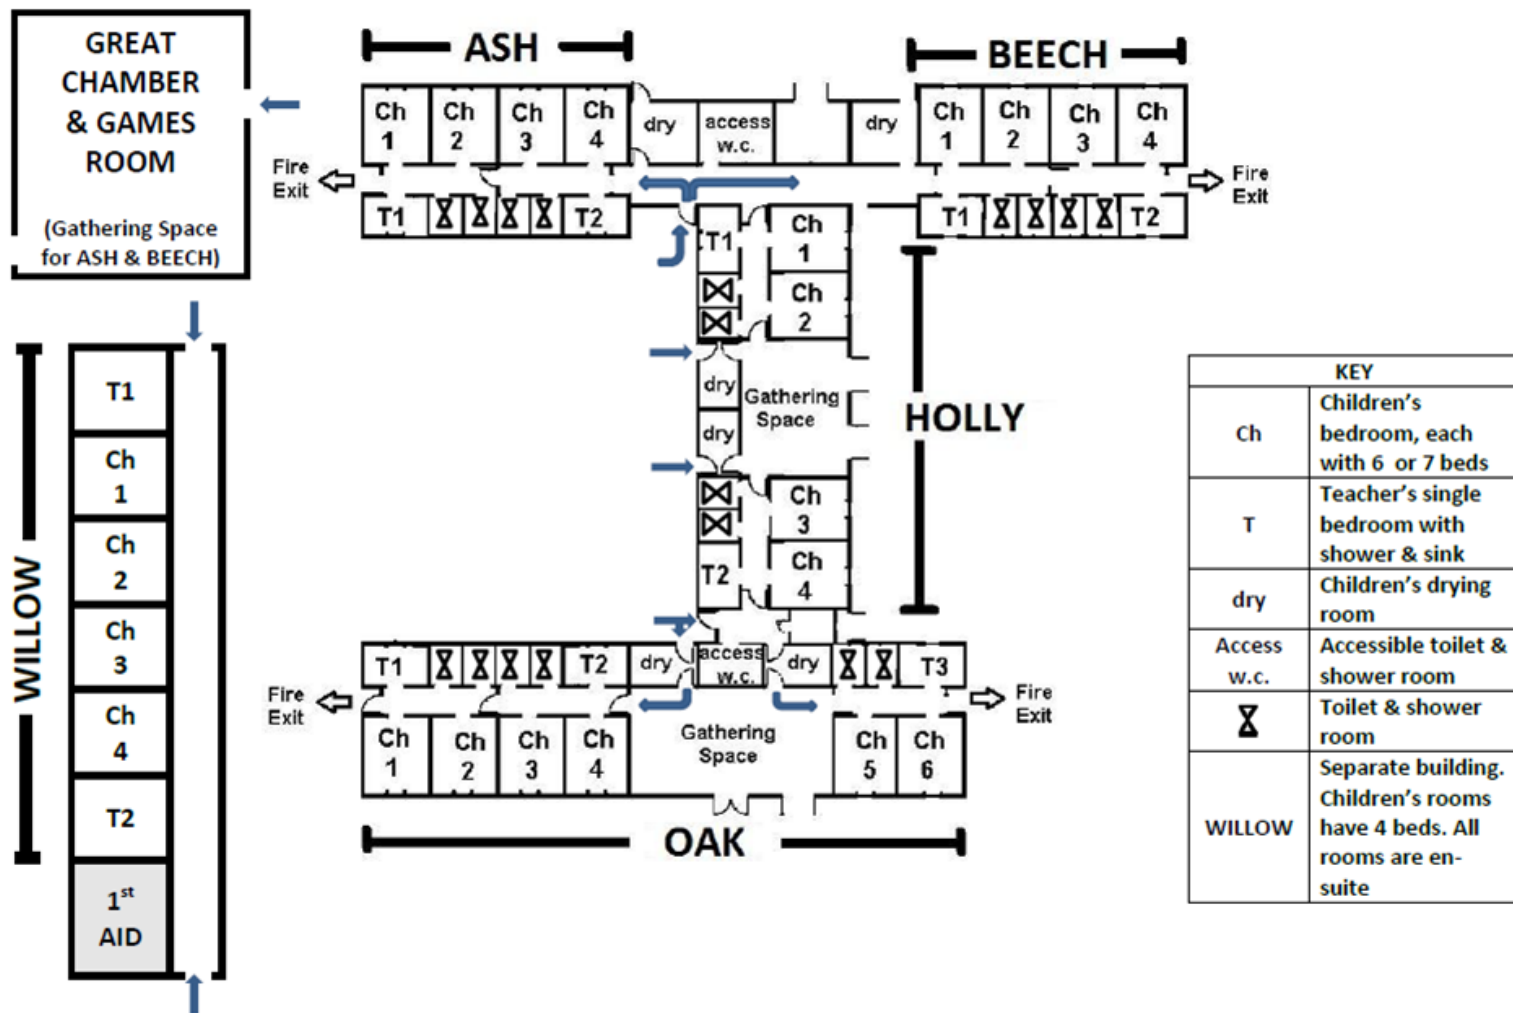 GREAT
CHAMBER
& GAMES
ROOM
(Gathering Space
for ASH & BEECH)
WILLOW
T1
Ch
1
Ch
2
Ch
3
Ch
4
T2
1st
AID
ASH
Ch
1
Ch
2
Ch
3
Ch
4
dry
access
w.c.
dry
Fire
Exit
T1
T2
BEECH
Ch
1
Ch
2
Ch
3
Ch
4
Fire
Exit
T1
T2
T1
Ch
1
Ch
2
dry
Gathering
Space
dry
HOLLY
Ch
3
T2
Ch
4
T1
T2
dry
access
w.c.
dry
T3
Fire
Exit
Fire
Exit
Ch
1
Ch
2
Ch
3
Ch
4
Gathering
Space
Ch
5
Ch
6
OAK
KEY
Ch
Children's
bedroom, each
with 6 or 7 beds
T
Teacher's single
bedroom with
shower & sink
dry
Children's drying
room
Access
w.c.
Accessible toilet &
shower room
Toilet & shower
room
WILLOW
Separate building.
Children's rooms
have 4 beds. All
rooms are en-
suite